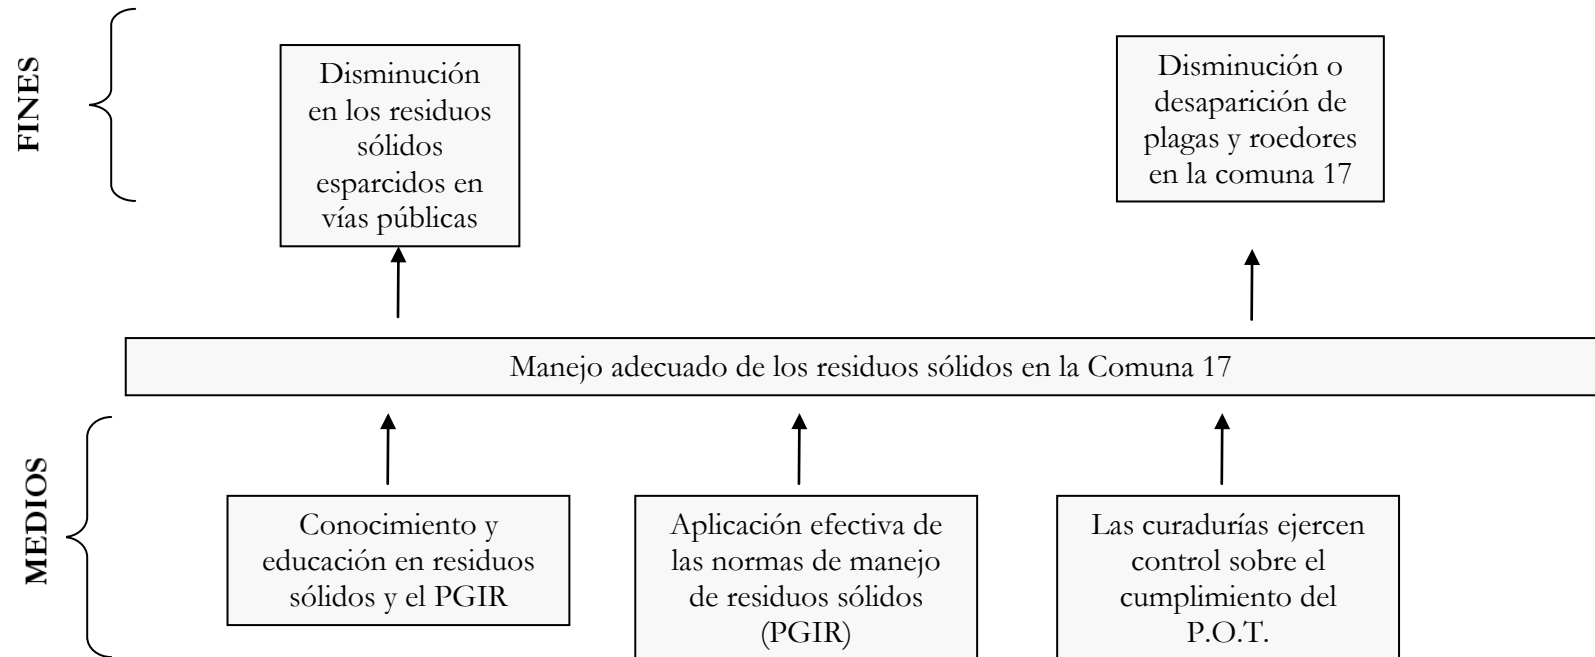 FINES
Disminución
en los residuos
sólidos
esparcidos en
vías públicas
Disminución o
desaparición de
plagas y roedores
en la comuna 17
Manejo adecuado de los residuos sólidos en la Comuna 17
MEDIOS
Conocimiento y
educación en residuos
sólidos y el PGIR
Aplicación efectiva de
las normas de manejo
de residuos sólidos
(PGIR)
Las curadurías ejercen
control sobre el
cumplimiento del
P.O.T.